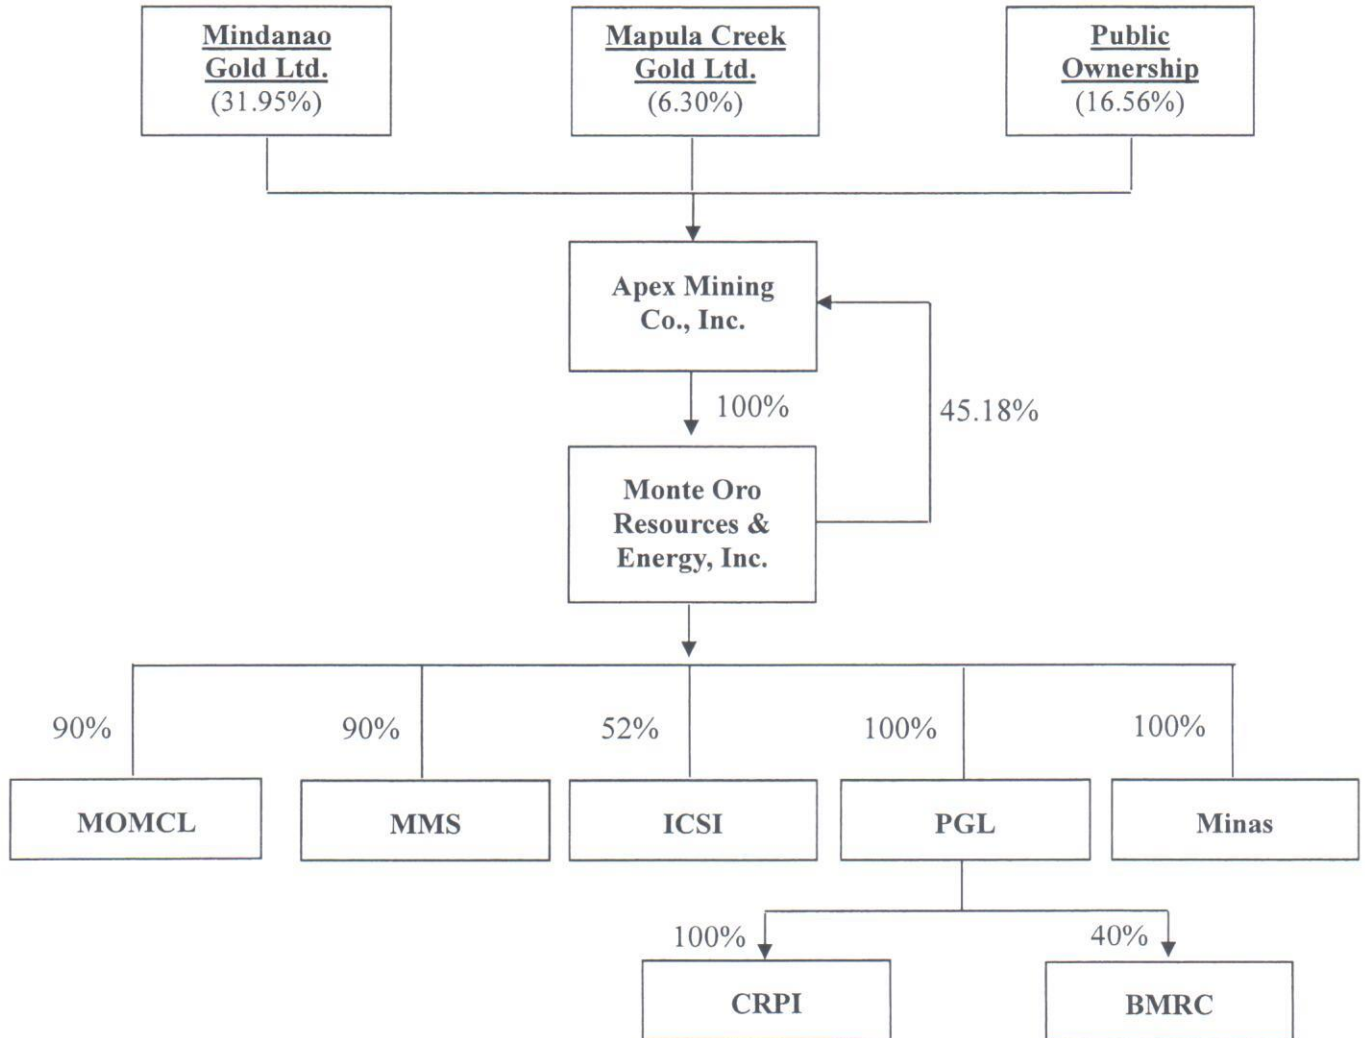 Mindanao
Gold Ltd.
(31.95%)
Mapula Creek
Gold Ltd.
(6.30%)
Public
Ownership
(16.56%)
Apex Mining
Co., Inc.
100%
45.18%
Monte Oro
Resources &
Energy, Inc.
90%
90%
52%
100%
100%
MOMCL
MMS
ICSI
PGL
Minas
100%
40%
CRPI
BMRC